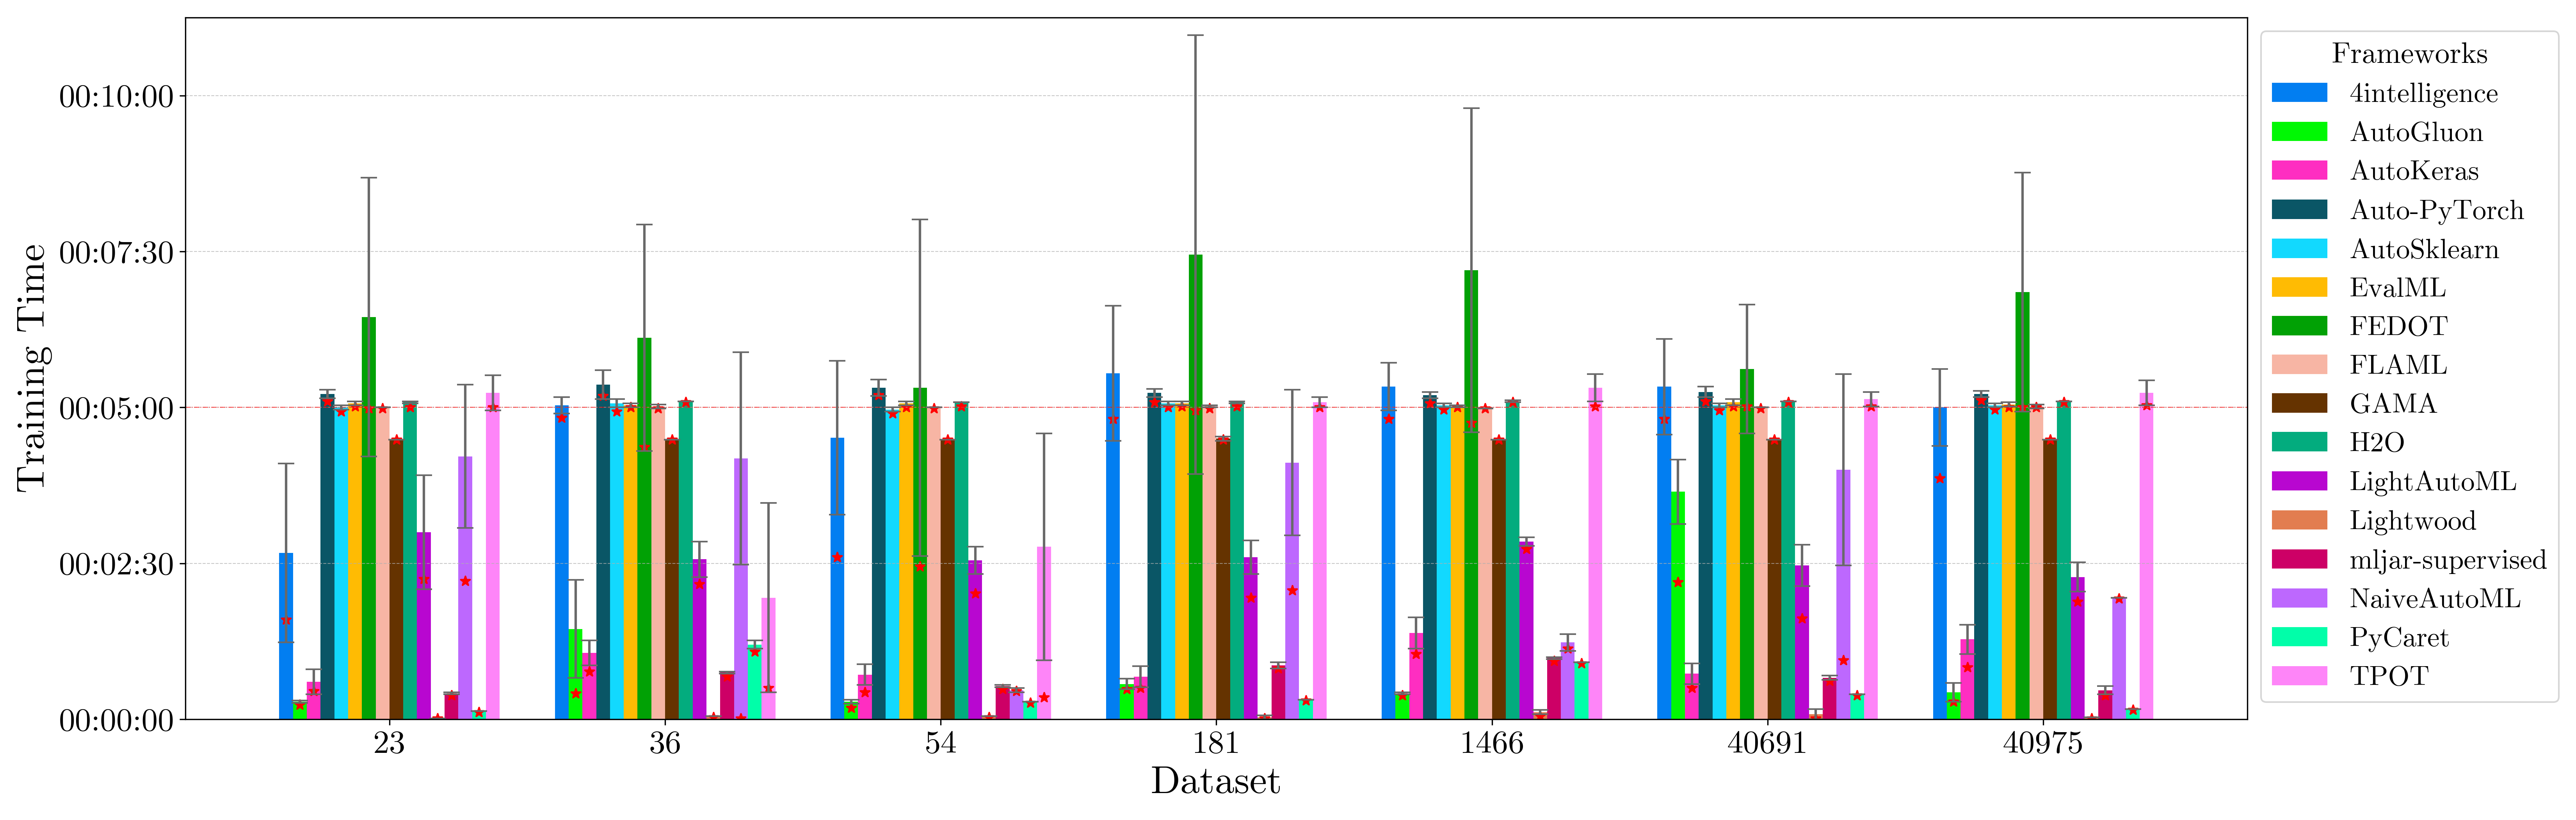 00:10:00
00:07:30
00:05:00
00:02:30
00:00:00
Training Time
23 36 54 181 1466 40691 40975
Dataset
Frameworks
4intelligence
AutoGluon
AutoKeras
Auto-PyTorch
AutoSklearn
EvalML
FEDOT
FLAML
GAMA
H2O
LightAutoML
Lightwood
mljar-supervised
NaiveAutoML
PyCaret
TPOT